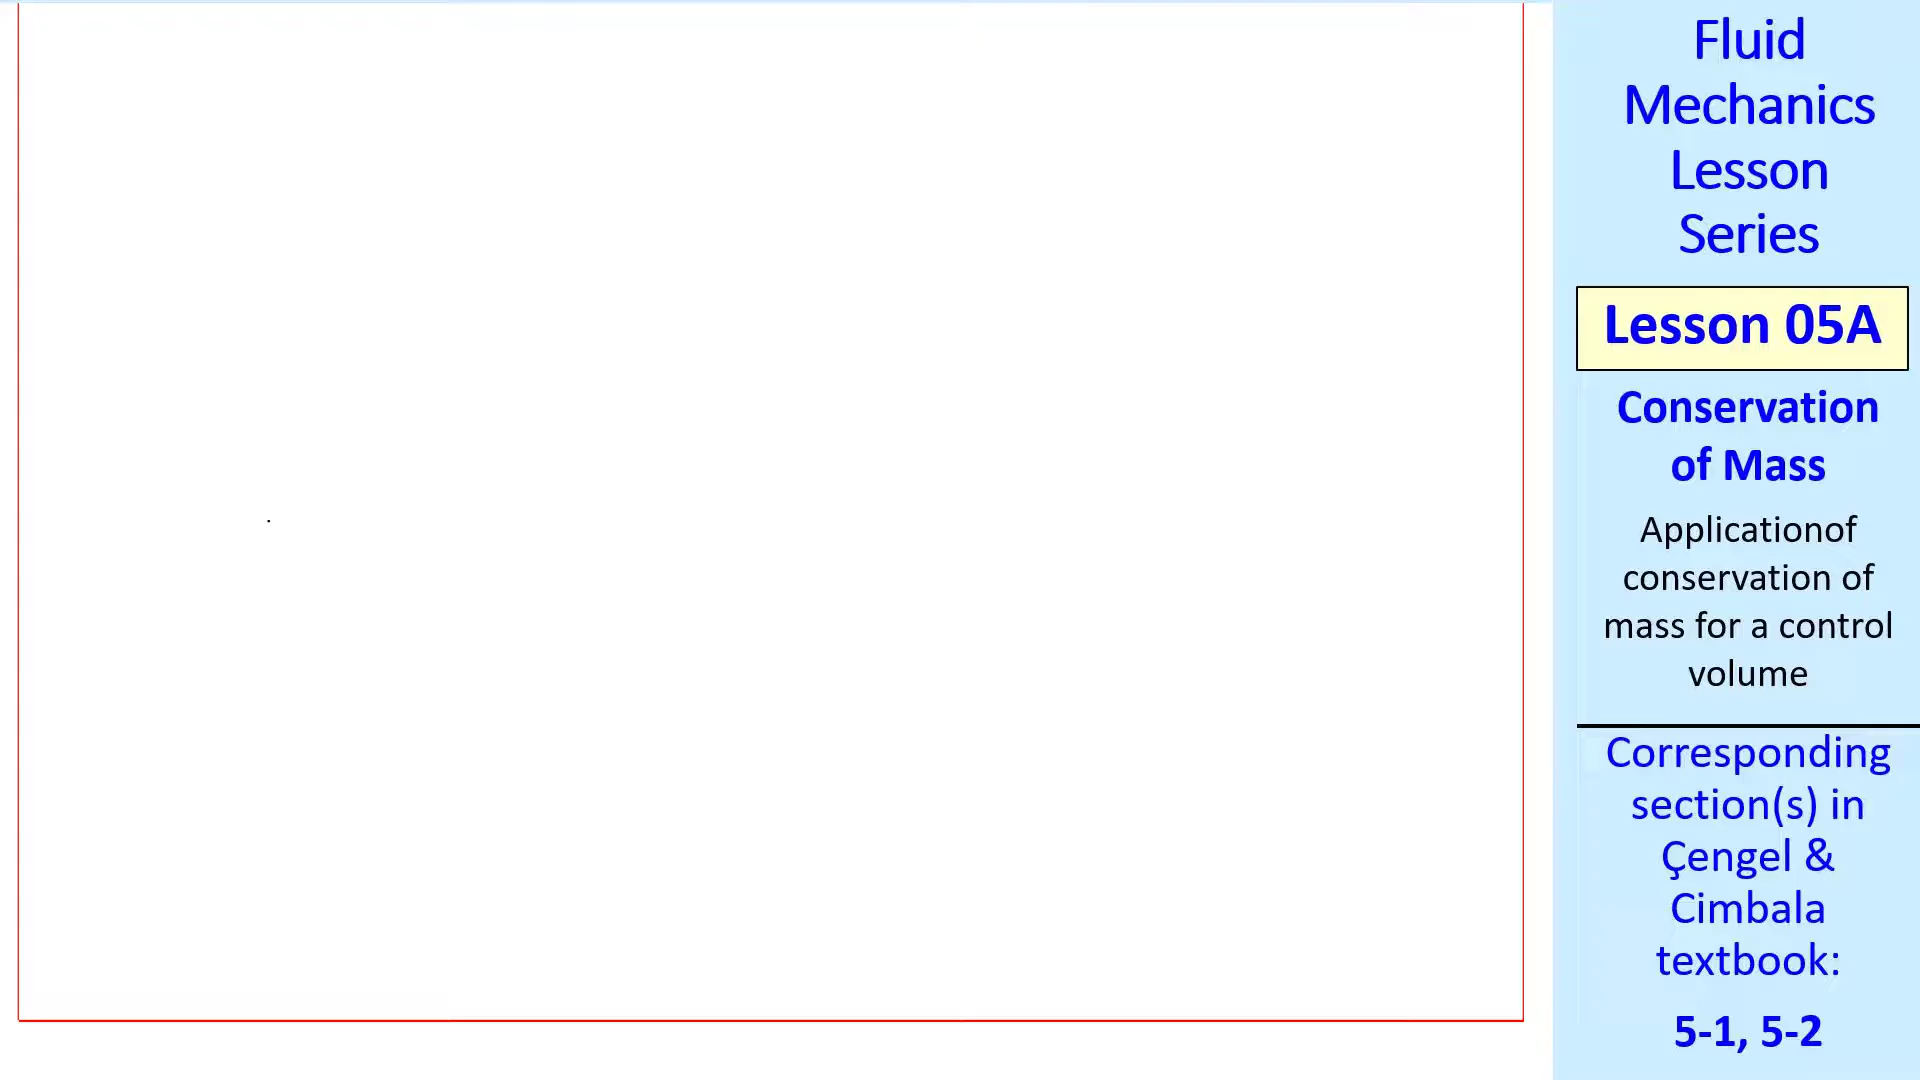 Fluid
Mechanics
Lesson
Series
Lesson 05A
Conservation
of Mass
Applicationof
conservation of
mass for a control
volume
Corresponding
section(s) in
Çengel &
Cimbala
textbook:
5-1, 5-2